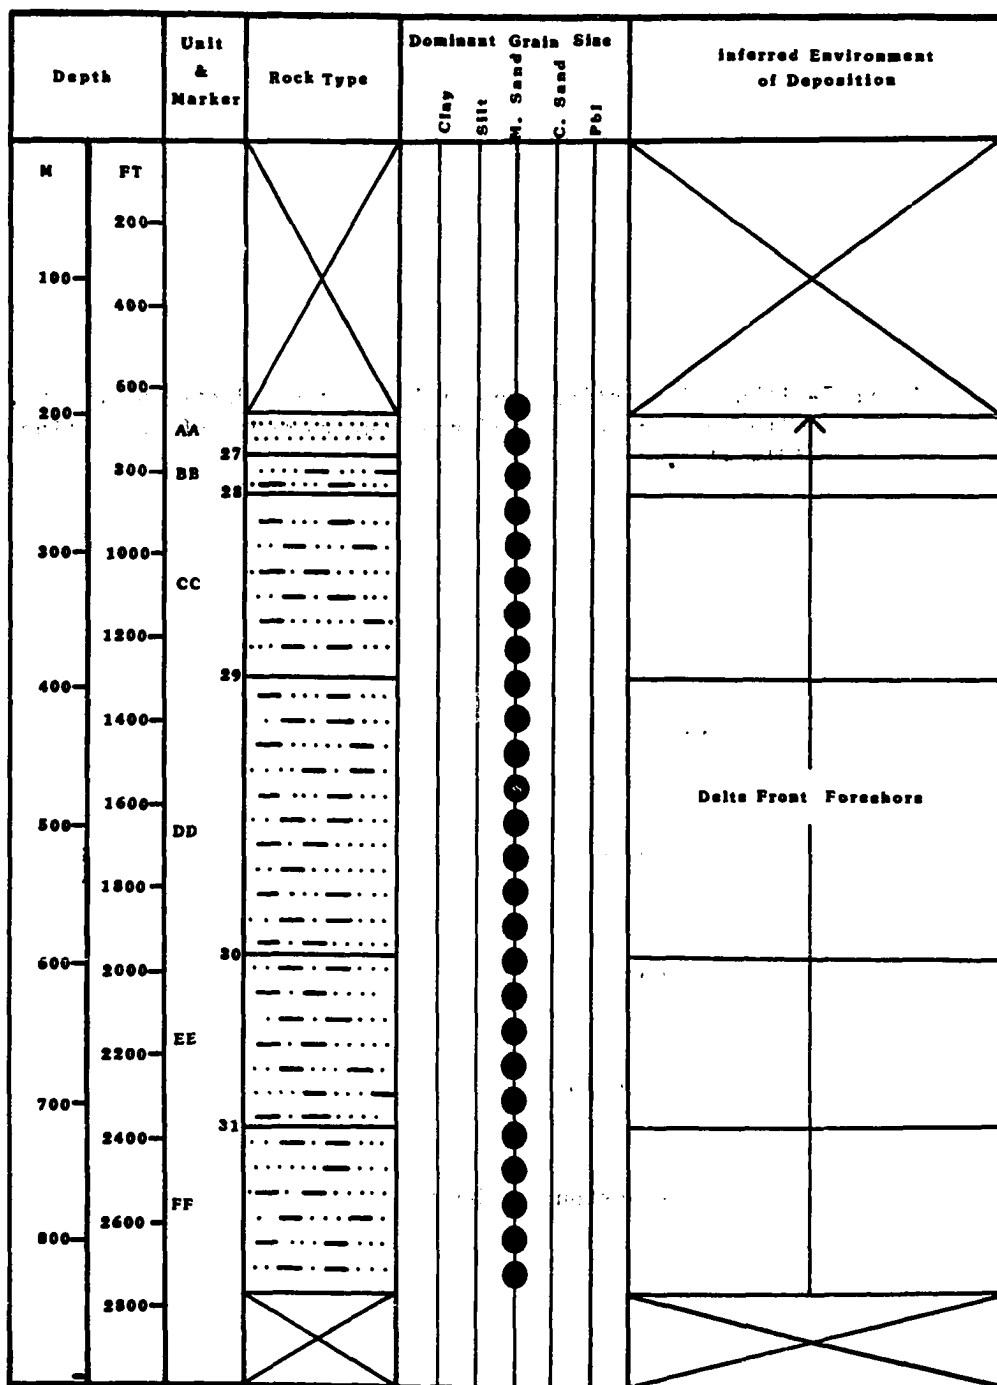 Depth
Unit
&
Marker
Rock Type
Dominant Grain Size
Clay
Silt
M. Sand
C. Sand
Pbl
Inferred Environment
of Deposition
M
FT
200
100
400
600
200
AA
27
800
BB
28
300
1000
CC
1200
29
400
1400
1600
500
DD
1800
30
600
2000
EE
2200
700
31
2400
FF
2600
800
2800
Delta Front Foreshore